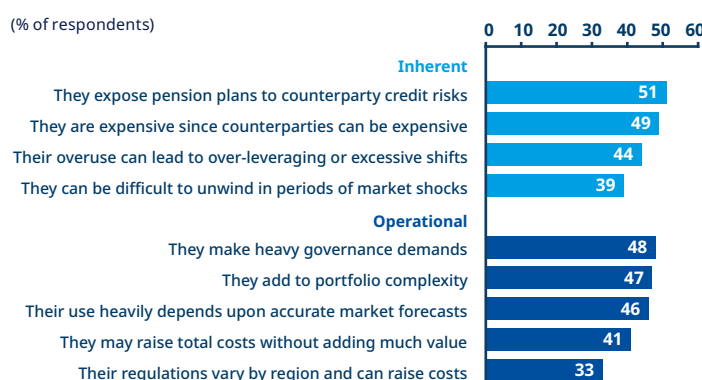 (% of respondents)
0 10 20 30 40 50 60
Inherent
They expose pension plans to counterparty credit risks 51
They are expensive since counterparties can be expensive 49
Their overuse can lead to over-leveraging or excessive shifts 44
They can be difficult to unwind in periods of market shocks 39
Operational
They make heavy governance demands 48
They add to portfolio complexity 47
Their use heavily depends upon accurate market forecasts 46
They may raise total costs without adding much value 41
Their regulations vary by region and can raise costs 33